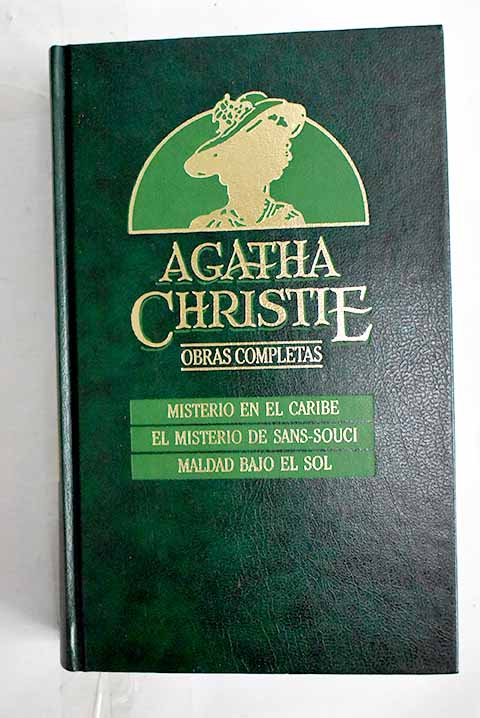 AGATHA
CHRISTIE
OBRAS COMPLETAS
MISTERIO EN EL CARIBE
EL MISTERIO DE SANS-SOUCI
MALDAD BAJO EL SOL